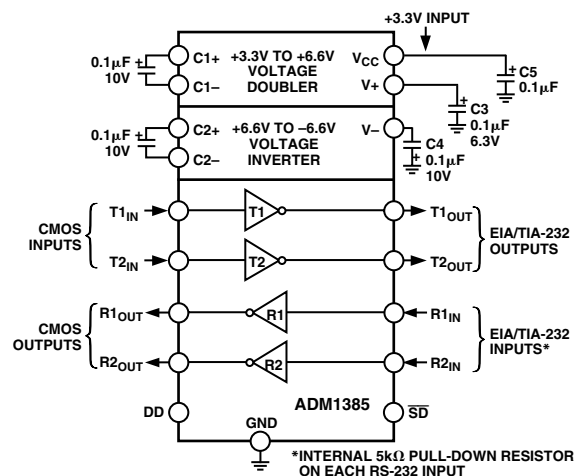 +3.3V INPUT
0.1µF
10V
C1+
C1–
+3.3V TO +6.6V
VOLTAGE
DOUBLER
VCC
V+
C5
0.1µF
C3
0.1µF
6.3V
0.1µF
10V
C2+
C2–
+6.6V TO –6.6V
VOLTAGE
INVERTER
V–
C4
0.1µF
10V
CMOS
INPUTS
T1IN
T1
T1OUT
T2IN
T2
T2OUT
EIA/TIA-232
OUTPUTS
CMOS
OUTPUTS
R1OUT
R1
R1IN
R2OUT
R2
R2IN
EIA/TIA-232
INPUTS*
DD
GND
ADM1385
SD
*INTERNAL 5kΩ PULL-DOWN RESISTOR
ON EACH RS-232 INPUT